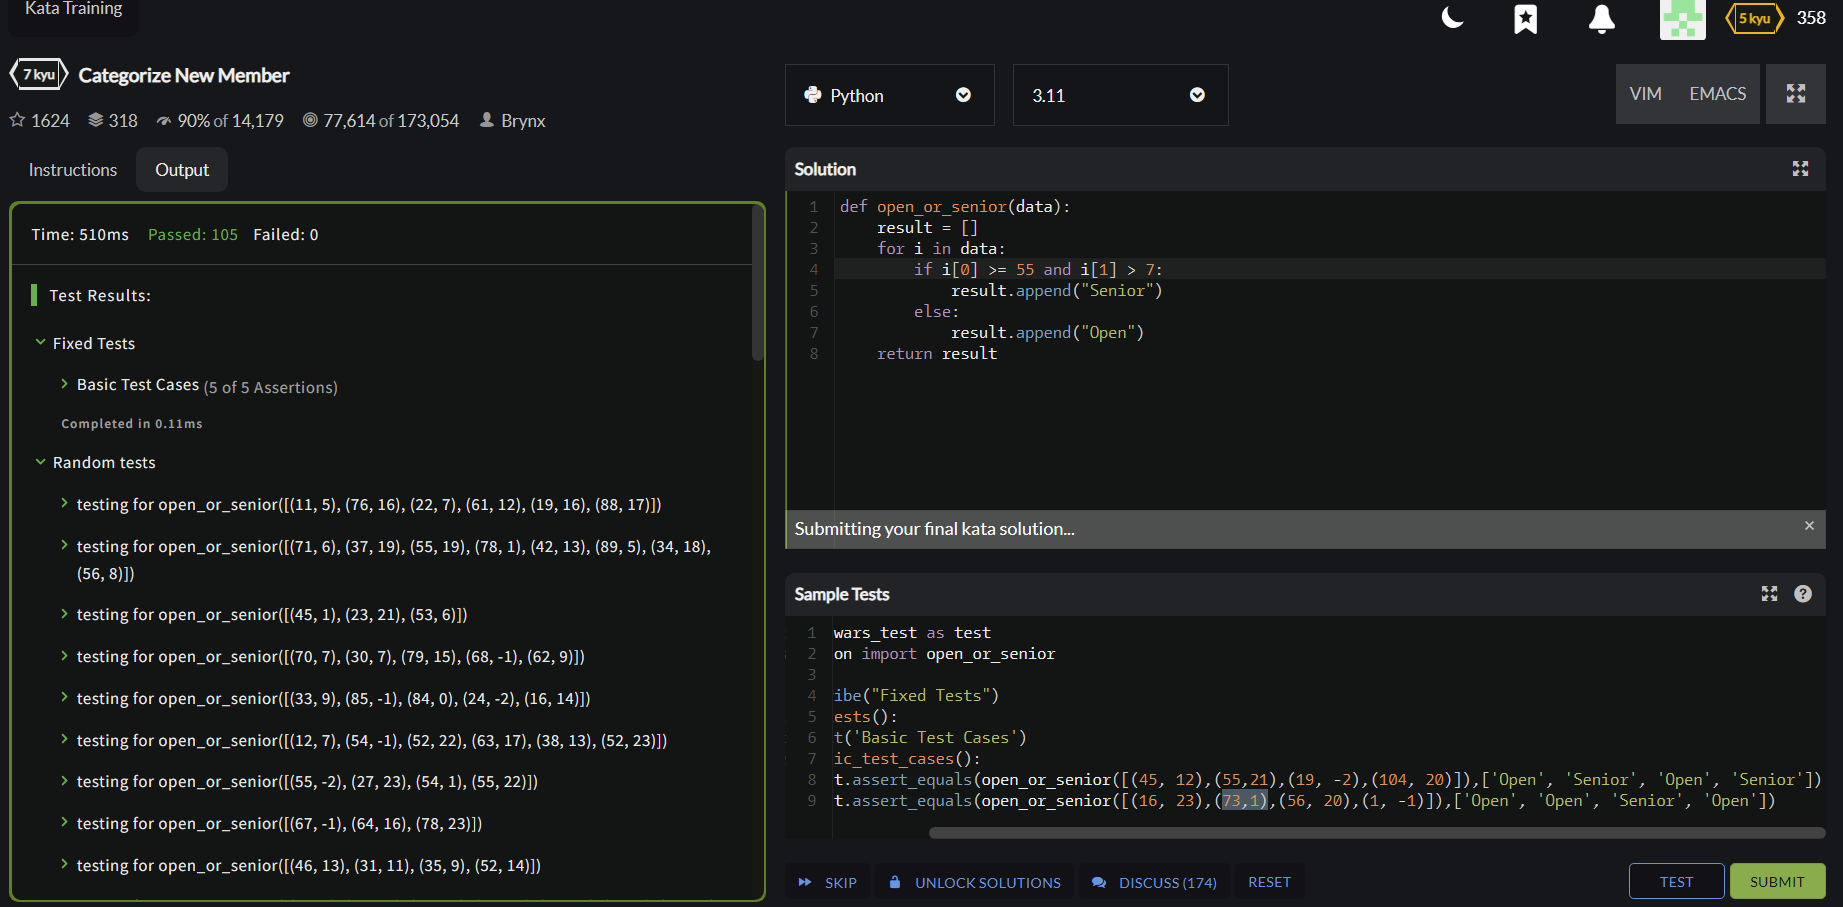 Kata Training
5 kyu 358
7 kyu Categorize New Member
1624 318 90% of 14,179 77,614 of 173,054 Brynx
Instructions Output
Time: 510ms Passed: 105 Failed: 0
Test Results:
Fixed Tests
Basic Test Cases (5 of 5 Assertions)
Completed in 0.11ms
Random tests
testing for open_or_senior([(11, 5), (76, 16), (22, 7), (61, 12), (19, 16), (88, 17)])
testing for open_or_senior([(71, 6), (37, 19), (55, 19), (78, 1), (42, 13), (89, 5), (34, 18),
(56, 8)])
testing for open_or_senior([(45, 1), (23, 21), (53, 6)])
testing for open_or_senior([(70, 7), (30, 7), (79, 15), (68, -1), (62, 9)])
testing for open_or_senior([(33, 9), (85, -1), (84, 0), (24, -2), (16, 14)])
testing for open_or_senior([(12, 7), (54, -1), (52, 22), (63, 17), (38, 13), (52, 23)])
testing for open_or_senior([(55, -2), (27, 23), (54, 1), (55, 22)])
testing for open_or_senior([(67, -1), (64, 16), (78, 23)])
testing for open_or_senior([(46, 13), (31, 11), (35, 9), (52, 14)])
Python 3.11 VIM EMACS
Solution
1 def open_or_senior(data):
2 result = []
3 for i in data:
4 if i[0] >= 55 and i[1] > 7:
5 result.append("Senior")
6 else:
7 result.append("Open")
8 return result
Submitting your final kata solution... ×
Sample Tests ?
1 wars_test as test
2 on import open_or_senior
3
4 ibe("Fixed Tests")
5 ests():
6 t('Basic Test Cases')
7 ic_test_cases():
8 t.assert_equals(open_or_senior([(45, 12),(55,21),(19, -2),(104, 20)]),['Open', 'Senior', 'Open', 'Senior'])
9 t.assert_equals(open_or_senior([(16, 23),(73,1),(56, 20),(1, -1)]),['Open', 'Open', 'Senior', 'Open'])
SKIP UNLOCK SOLUTIONS DISCUSS (174) RESET TEST SUBMIT